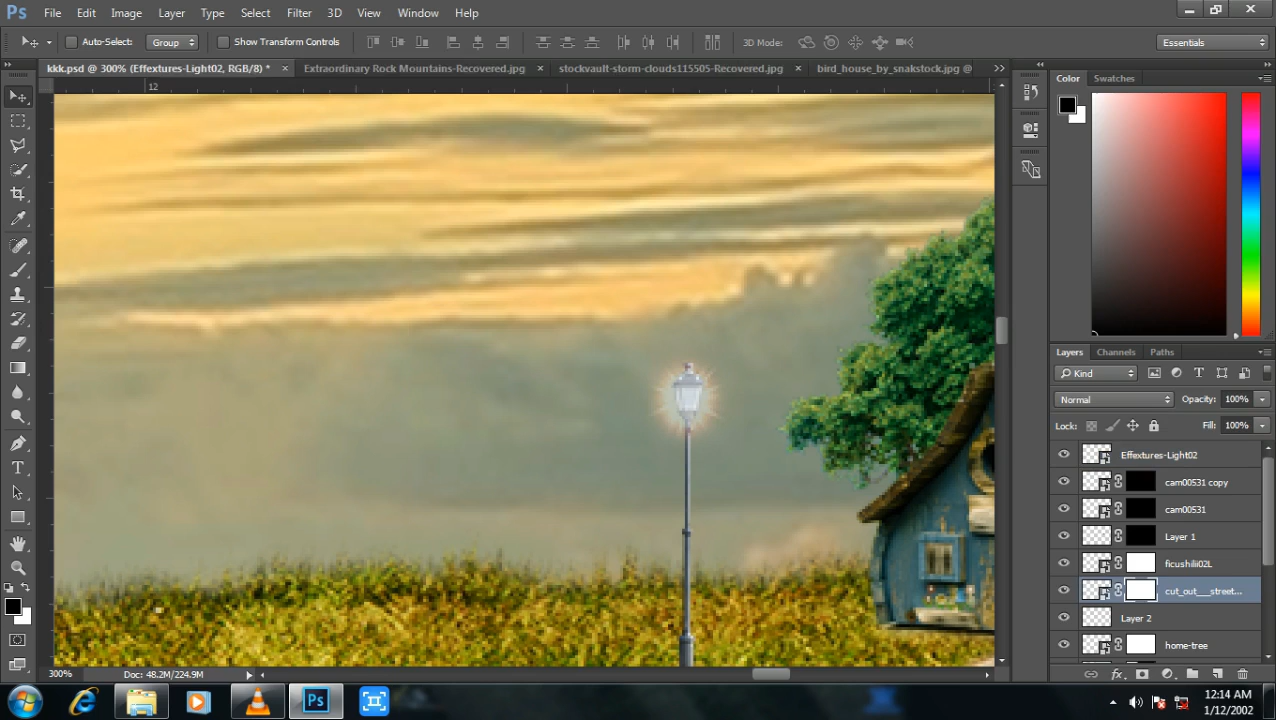 Ps File Edit Image Layer Type Select Filter 3D View Window Help
Auto-Select: Group Show Transform Controls 3D Mode: Essentials
kkk.psd @ 300% (Effextures-Light02, RGB/8) * × Extraordinary Rock Mountains-Recovered.jpg × stockvault-storm-clouds115505-Recovered.jpg × bird_house_by_snakstock.jpg @
12
Color Swatches
Layers Channels Paths
Kind
Normal Opacity: 100%
Lock: Fill: 100%
Effextures-Light02
cam00531 copy
cam00531
Layer 1
ficushili02L
cut_out___street...
Layer 2
home-tree
300% Doc: 48.2M/224.9M
fx
Ps
12:14 AM
1/12/2002